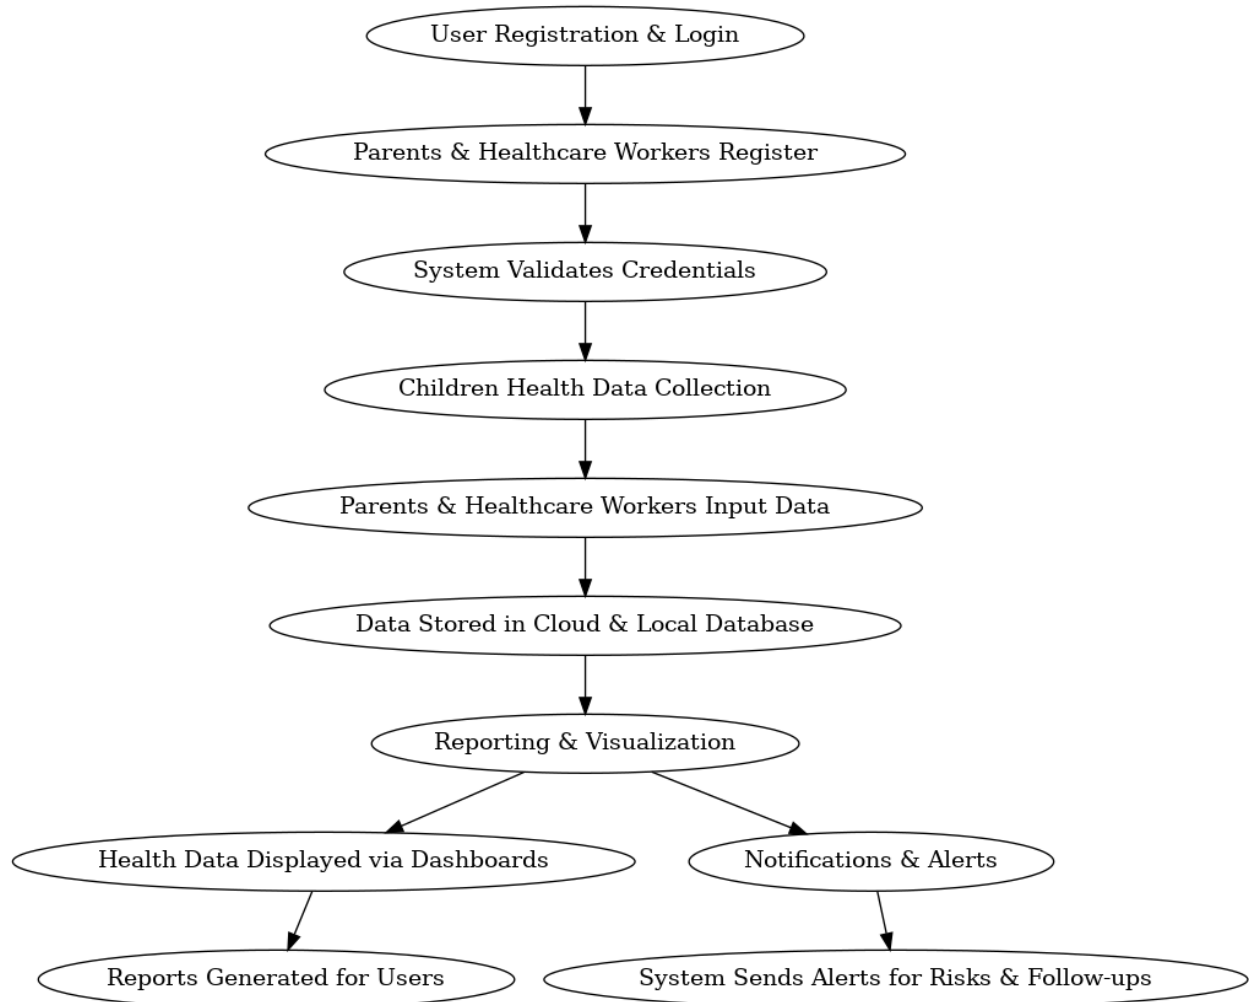 User Registration & Login
Parents & Healthcare Workers Register
System Validates Credentials
Children Health Data Collection
Parents & Healthcare Workers Input Data
Data Stored in Cloud & Local Database
Reporting & Visualization
Health Data Displayed via Dashboards
Notifications & Alerts
Reports Generated for Users
System Sends Alerts for Risks & Follow-ups